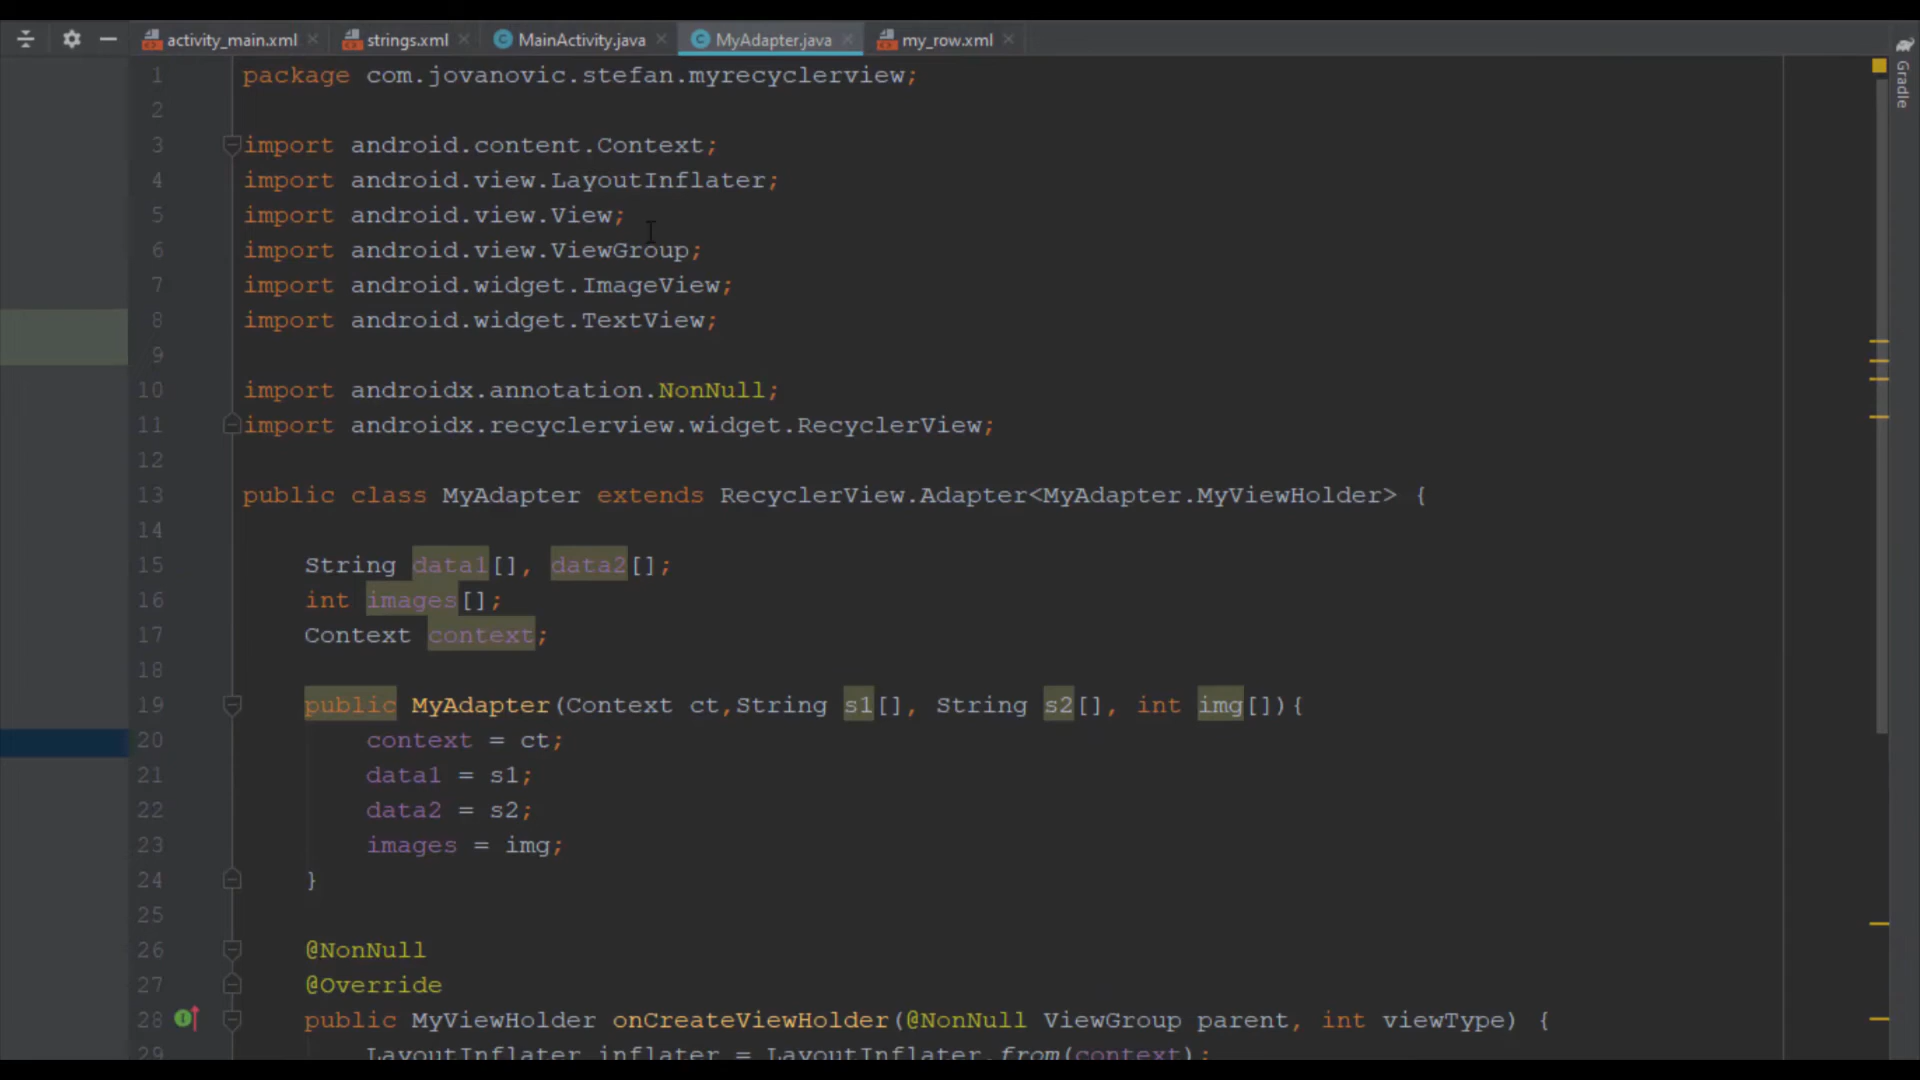 activity_main.xml strings.xml MainActivity.java MyAdapter.java my_row.xml
Gradle
1 package com.jovanovic.stefan.myrecyclerview;
2
3 import android.content.Context;
4 import android.view.LayoutInflater;
5 import android.view.View;
6 import android.view.ViewGroup;
7 import android.widget.ImageView;
8 import android.widget.TextView;
9
10 import androidx.annotation.NonNull;
11 import androidx.recyclerview.widget.RecyclerView;
12
13 public class MyAdapter extends RecyclerView.Adapter<MyAdapter.MyViewHolder> {
14
15 String data1[], data2[];
16 int images[];
17 Context context;
18
19 public MyAdapter(Context ct,String s1[], String s2[], int img[]){
20 context = ct;
21 data1 = s1;
22 data2 = s2;
23 images = img;
24 }
25
26 @NonNull
27 @Override
28 public MyViewHolder onCreateViewHolder(@NonNull ViewGroup parent, int viewType) {
29 LayoutInflater inflater = LayoutInflater.from(context);